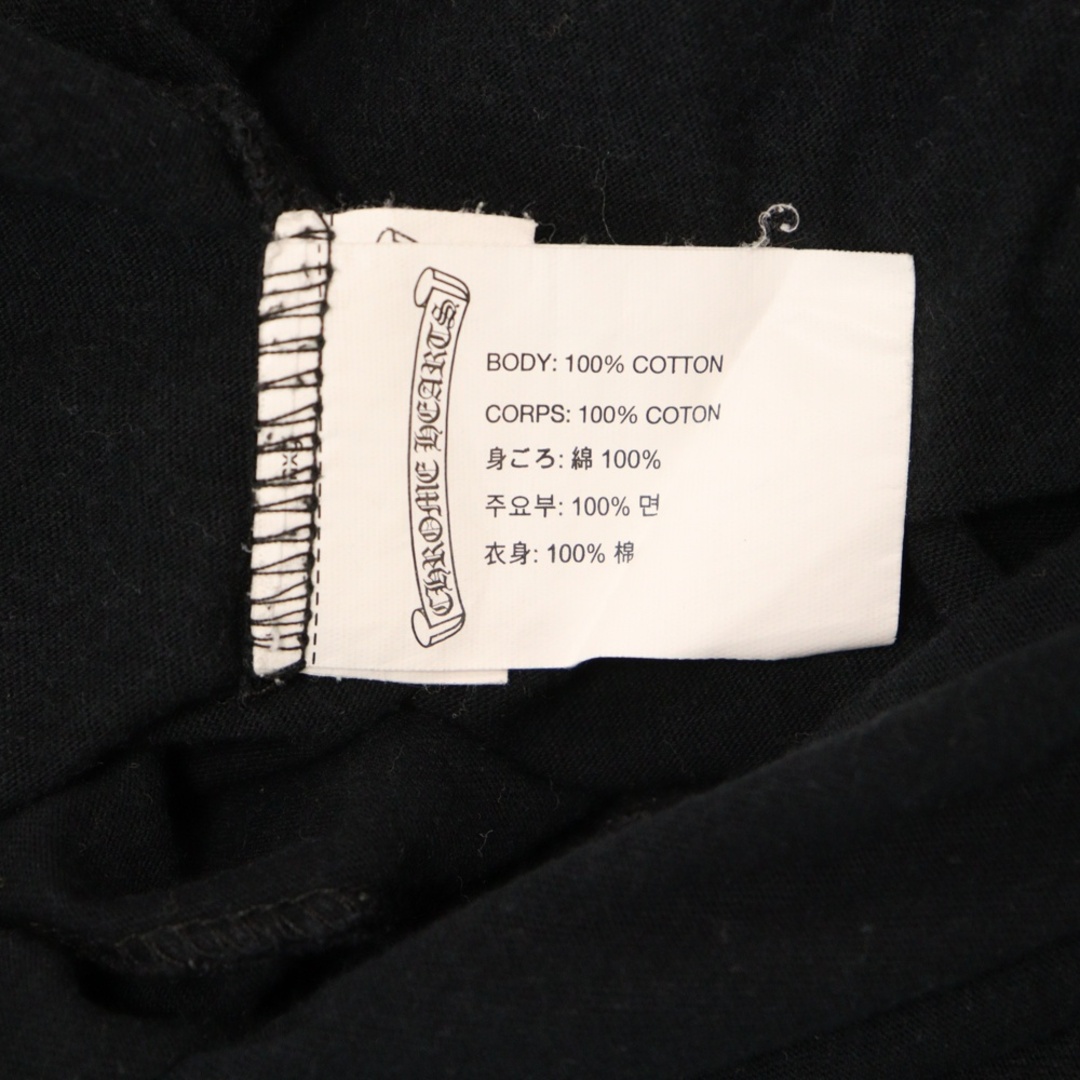 CHROME HEARTS
BODY: 100% COTTON
CORPS: 100% COTON
身ごろ: 綿 100%
주요부: 100% 면
衣身: 100% 棉